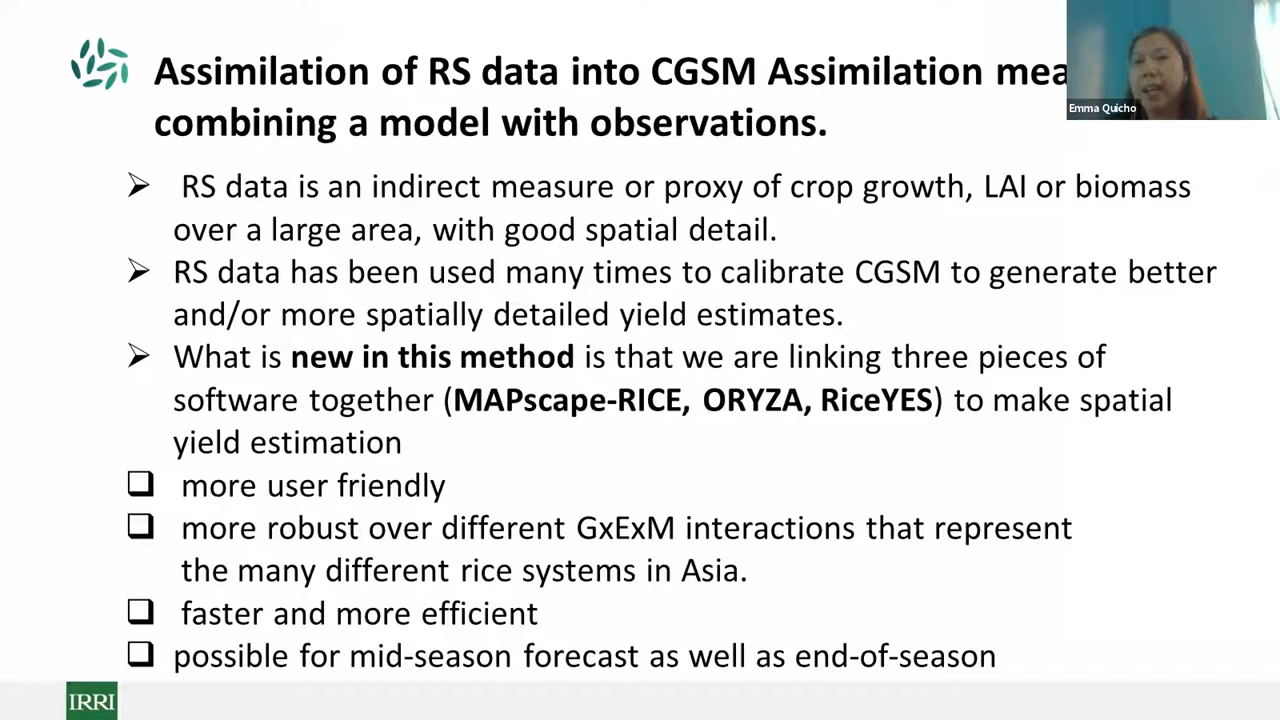 Assimilation of RS data into CGSM Assimilation
combining a model with observations.
Emma Quicho
➢ RS data is an indirect measure or proxy of crop growth, LAI or biomass
over a large area, with good spatial detail.
➢ RS data has been used many times to calibrate CGSM to generate better
and/or more spatially detailed yield estimates.
➢ What is new in this method is that we are linking three pieces of
software together (MAPscape-RICE, ORYZA, RiceYES) to make spatial
yield estimation
❑ more user friendly
❑ more robust over different GxExM interactions that represent
the many different rice systems in Asia.
❑ faster and more efficient
❑ possible for mid-season forecast as well as end-of-season
IRRI